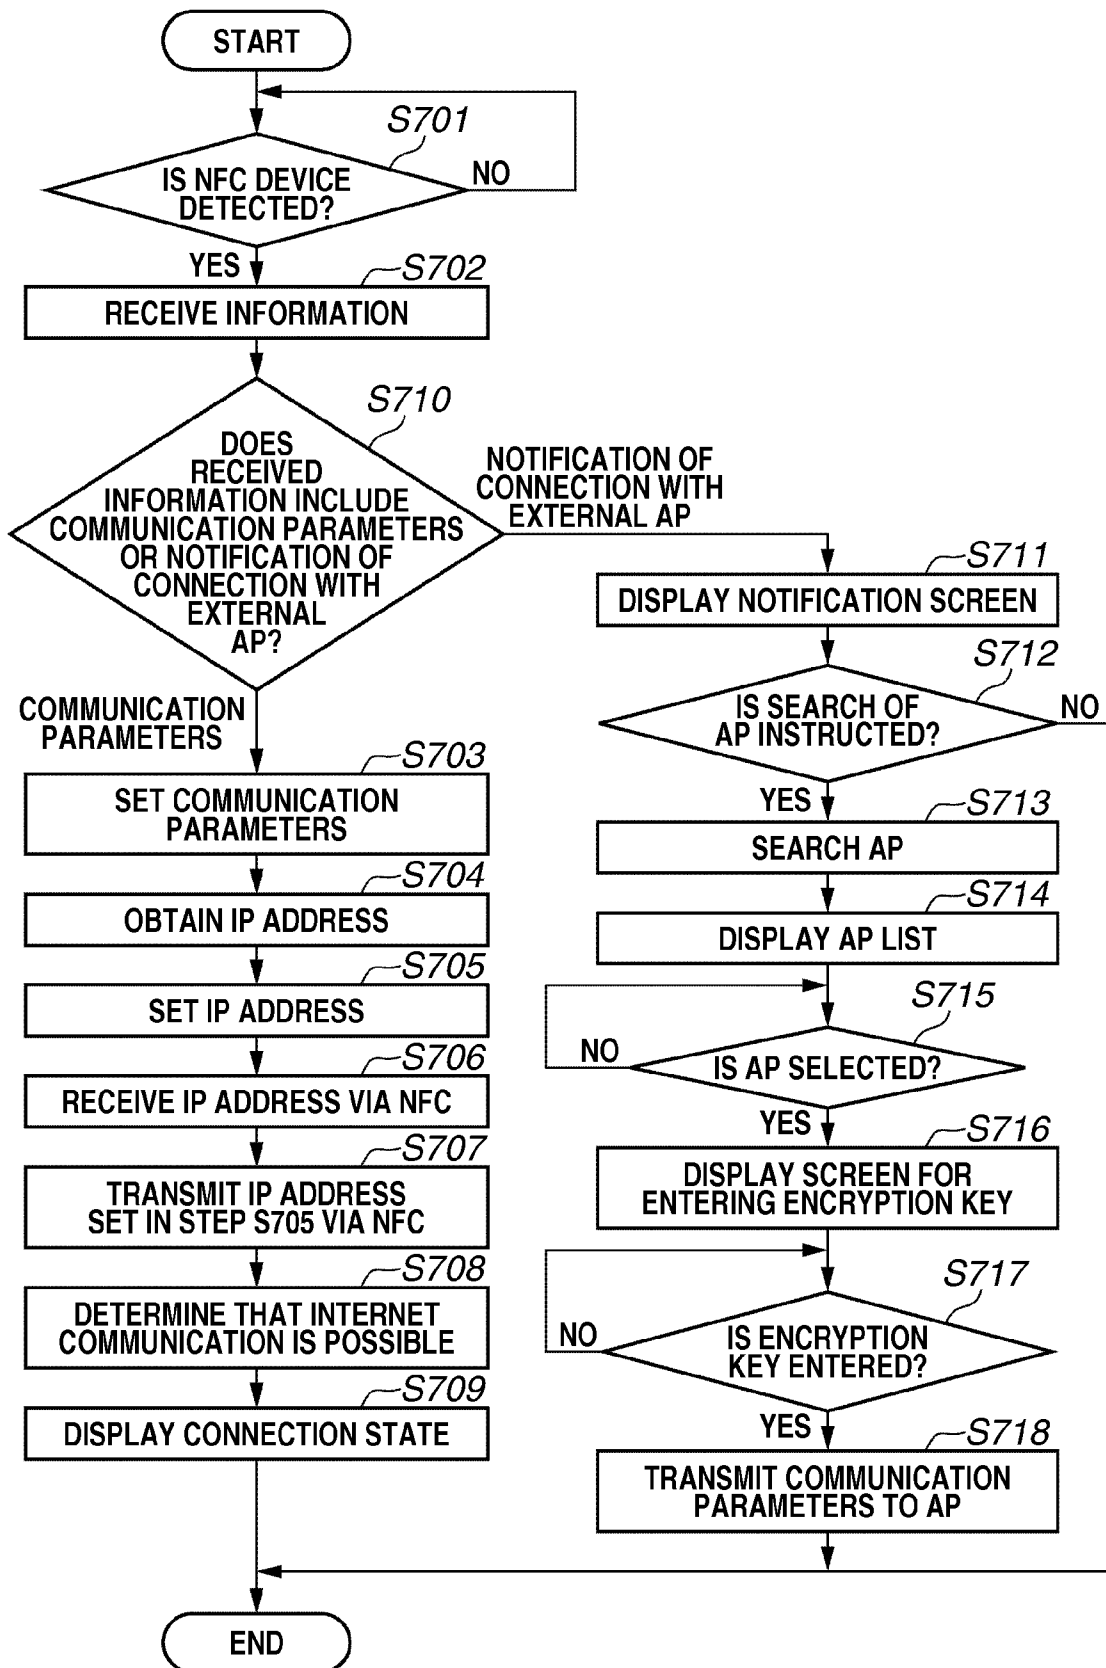 START
S701
IS NFC DEVICE
DETECTED?
NO
YES
S702
RECEIVE INFORMATION
S710
DOES
RECEIVED
INFORMATION INCLUDE
COMMUNICATION PARAMETERS
OR NOTIFICATION OF
CONNECTION WITH
EXTERNAL
AP?
COMMUNICATION
PARAMETERS
S703
SET COMMUNICATION
PARAMETERS
S704
OBTAIN IP ADDRESS
S705
SET IP ADDRESS
S706
RECEIVE IP ADDRESS VIA NFC
S707
TRANSMIT IP ADDRESS
SET IN STEP S705 VIA NFC
S708
DETERMINE THAT INTERNET
COMMUNICATION IS POSSIBLE
S709
DISPLAY CONNECTION STATE
NOTIFICATION OF
CONNECTION WITH
EXTERNAL AP
S711
DISPLAY NOTIFICATION SCREEN
S712
IS SEARCH OF
AP INSTRUCTED?
NO
YES
S713
SEARCH AP
S714
DISPLAY AP LIST
S715
IS AP SELECTED?
NO
YES
S716
DISPLAY SCREEN FOR
ENTERING ENCRYPTION KEY
S717
IS ENCRYPTION
KEY ENTERED?
NO
YES
S718
TRANSMIT COMMUNICATION
PARAMETERS TO AP
END